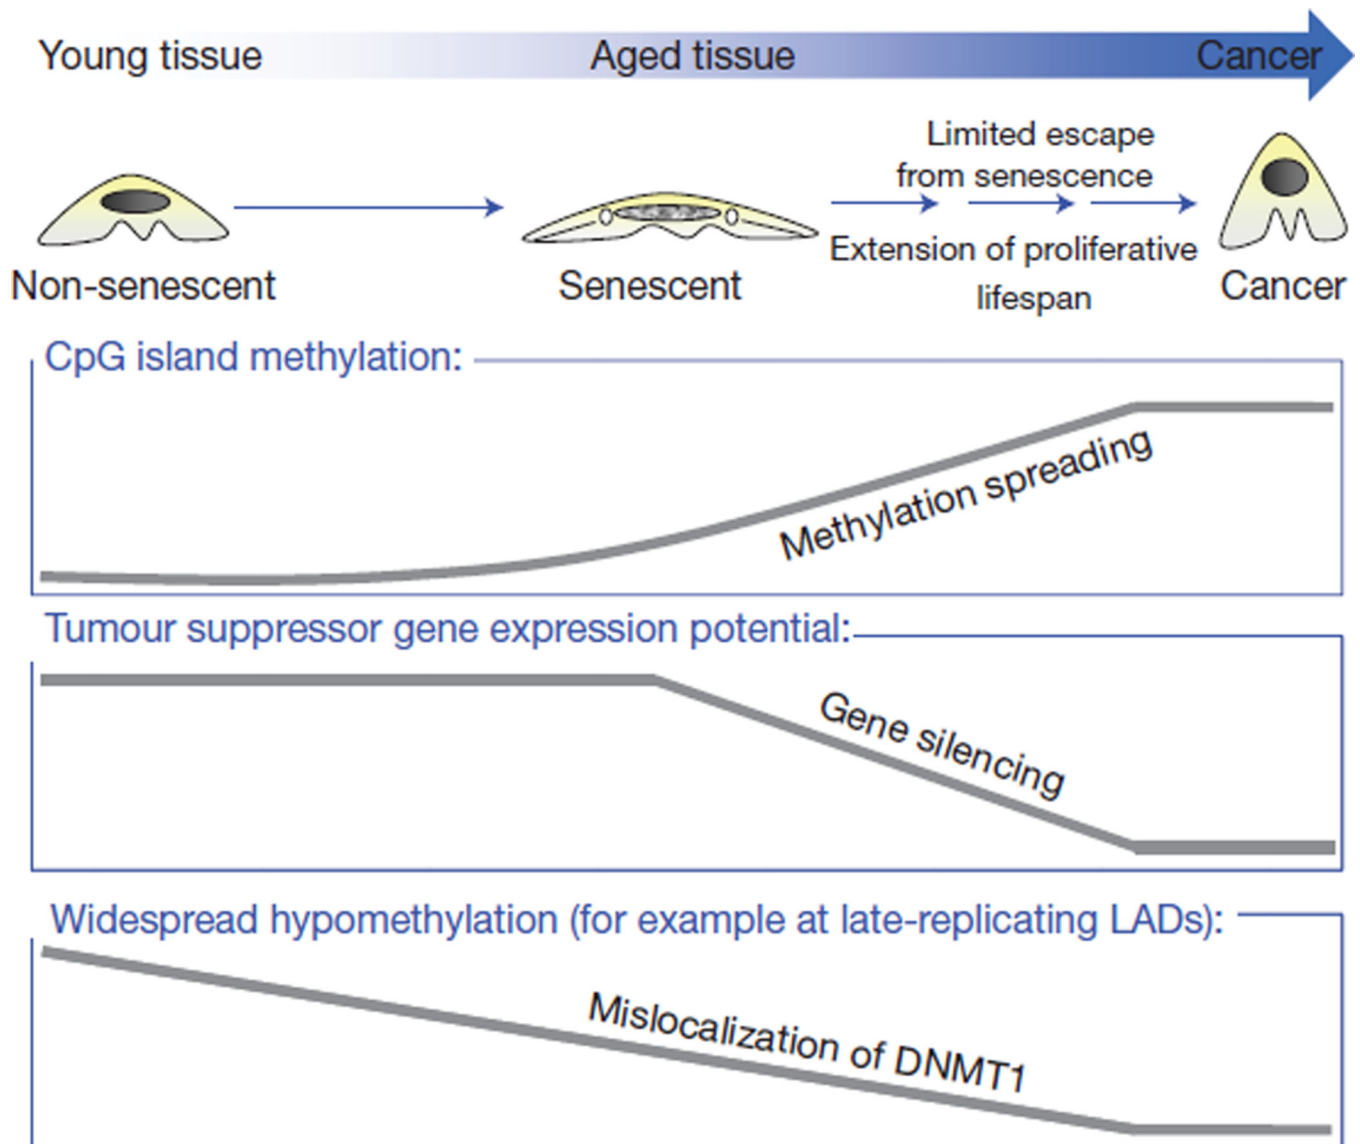 Young tissue
Aged tissue
Cancer
Limited escape
from senescence
Extension of proliferative
lifespan
Non-senescent
Senescent
Cancer
CpG island methylation:
Methylation spreading
Tumour suppressor gene expression potential:
Gene silencing
Widespread hypomethylation (for example at late-replicating LADs):
Mislocalization of DNMT1